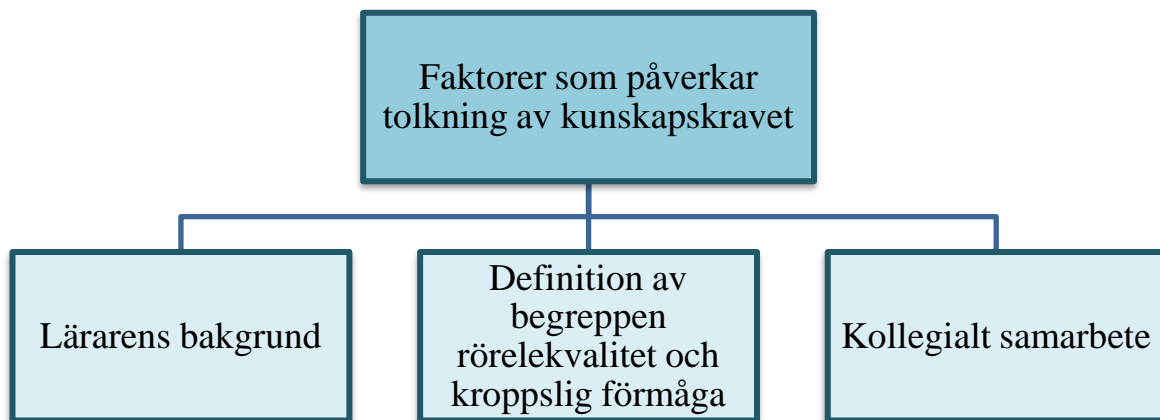 Faktorer som påverkar
tolkning av kunskapskravet
Lärarens bakgrund
Definition av
begreppen
rörelekvalitet och
kroppslig förmåga
Kollegialt samarbete